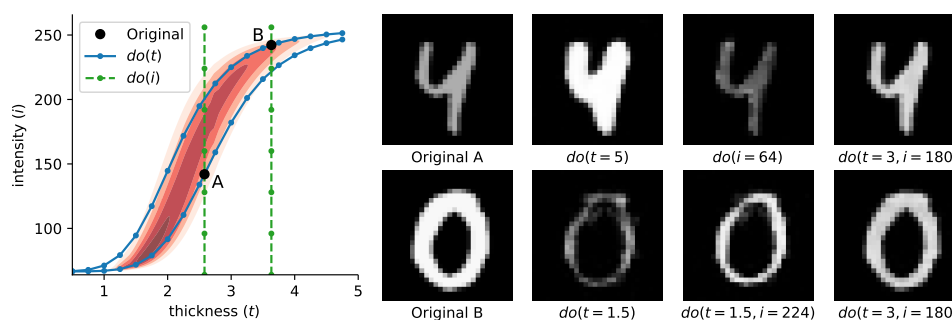 250
200
150
100
intensity (i)
Original
do(t)
do(i)
B
A
1 2 3 4 5
thickness (t)
Original A
do(t = 5)
do(i = 64)
do(t = 3, i = 180
Original B
do(t = 1.5)
do(t = 1.5, i = 224)
do(t = 3, i = 180